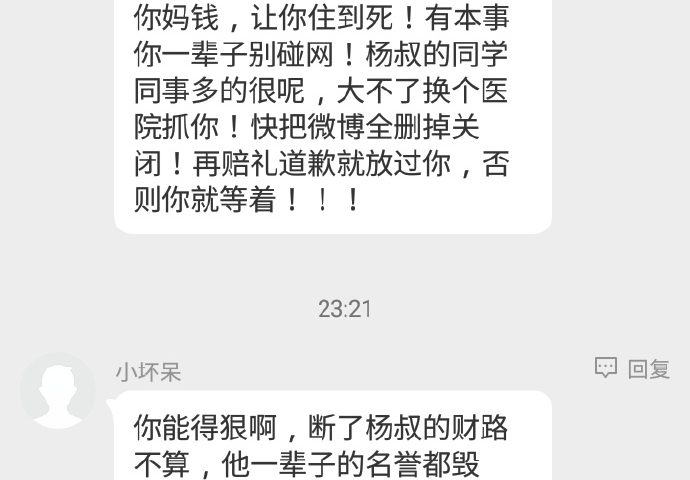 你妈钱，让你住到死！有本事
你一辈子别碰网！杨叔的同学
同事多的很呢，大不了换个医
院抓你！快把微博全删掉关
闭！再赔礼道歉就放过你，否
则你就等着！！！
23:21
小坏呆
回复
你能得狠啊，断了杨叔的财路
不算，他一辈子的名誉都毁